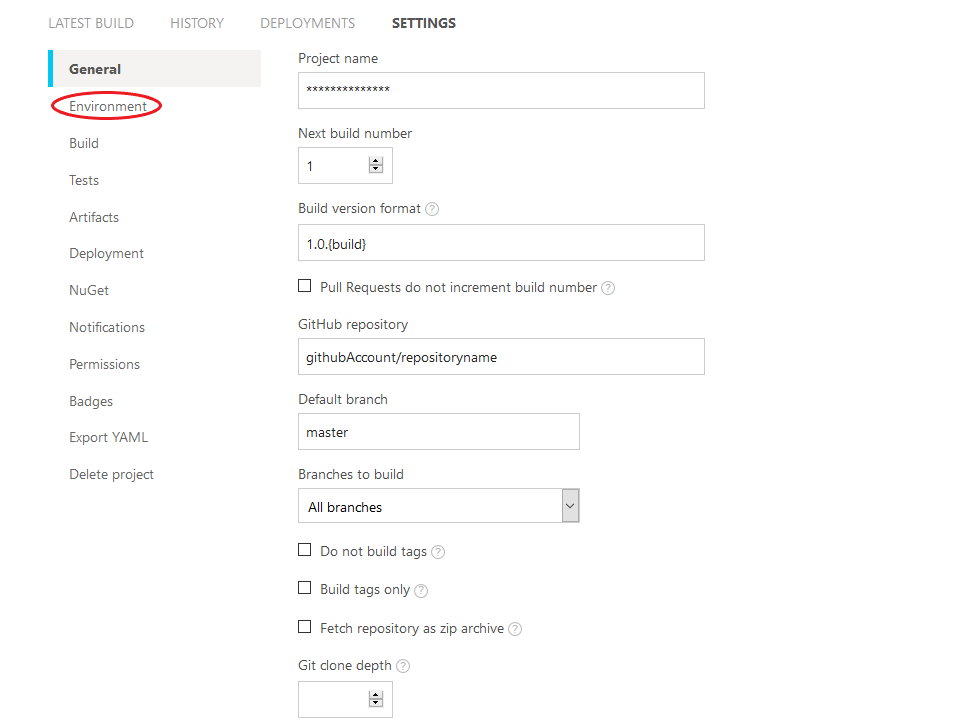 LATEST BUILD HISTORY DEPLOYMENTS SETTINGS
General
Environment
Build
Tests
Artifacts
Deployment
NuGet
Notifications
Permissions
Badges
Export YAML
Delete project
Project name
**************
Next build number
1
Build version format ?
1.0.{build}
Pull Requests do not increment build number ?
GitHub repository
githubAccount/repositoryname
Default branch
master
Branches to build
All branches
Do not build tags ?
Build tags only ?
Fetch repository as zip archive ?
Git clone depth ?